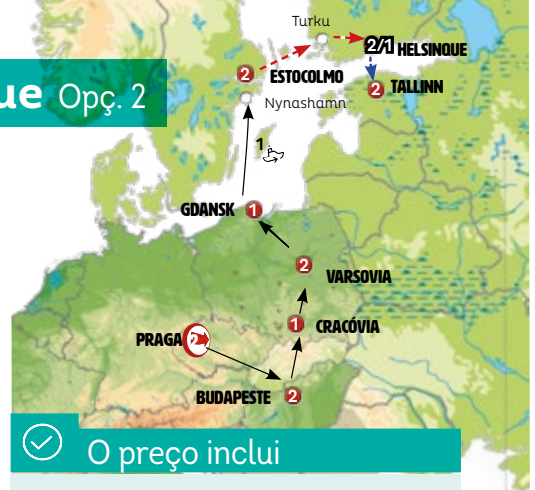 Turku
2/1 HELSINQUE
2 ESTOCOLMO
2 TALLINN
ue Opç. 2
Nynashamn
1
GDANSK 1
2
VARSOVIA
1 CRACÓVIA
PRAGA 2
BUDAPESTE 2
O preço inclui